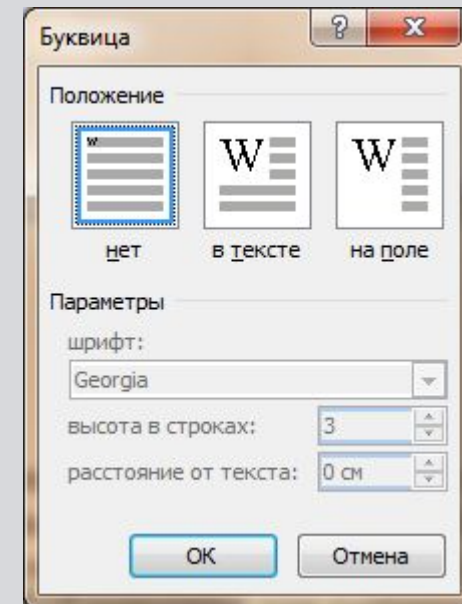 Буквица
Положение
w
W
W
нет
в тексте
на поле
Параметры
шрифт:
Georgia
высота в строках: 3
расстояние от текста: 0 см
ОК Отмена